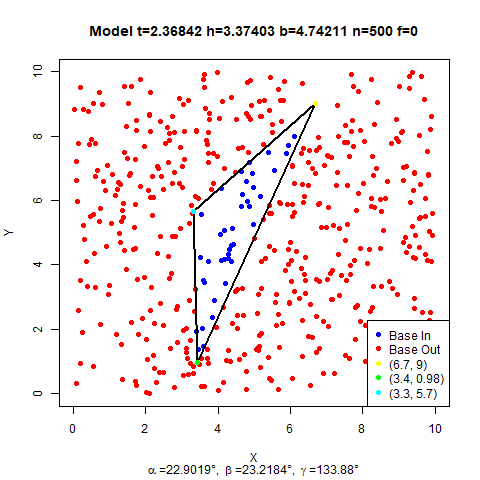 Model t=2.36842 h=3.37403 b=4.74211 n=500 f=0
10
8
6
4
2
0
Y
0 2 4 6 8 10
Base In
Base Out
(6.7, 9)
(3.4, 0.98)
(3.3, 5.7)
X
α=22.9019°, β=23.2184°, γ=133.88°